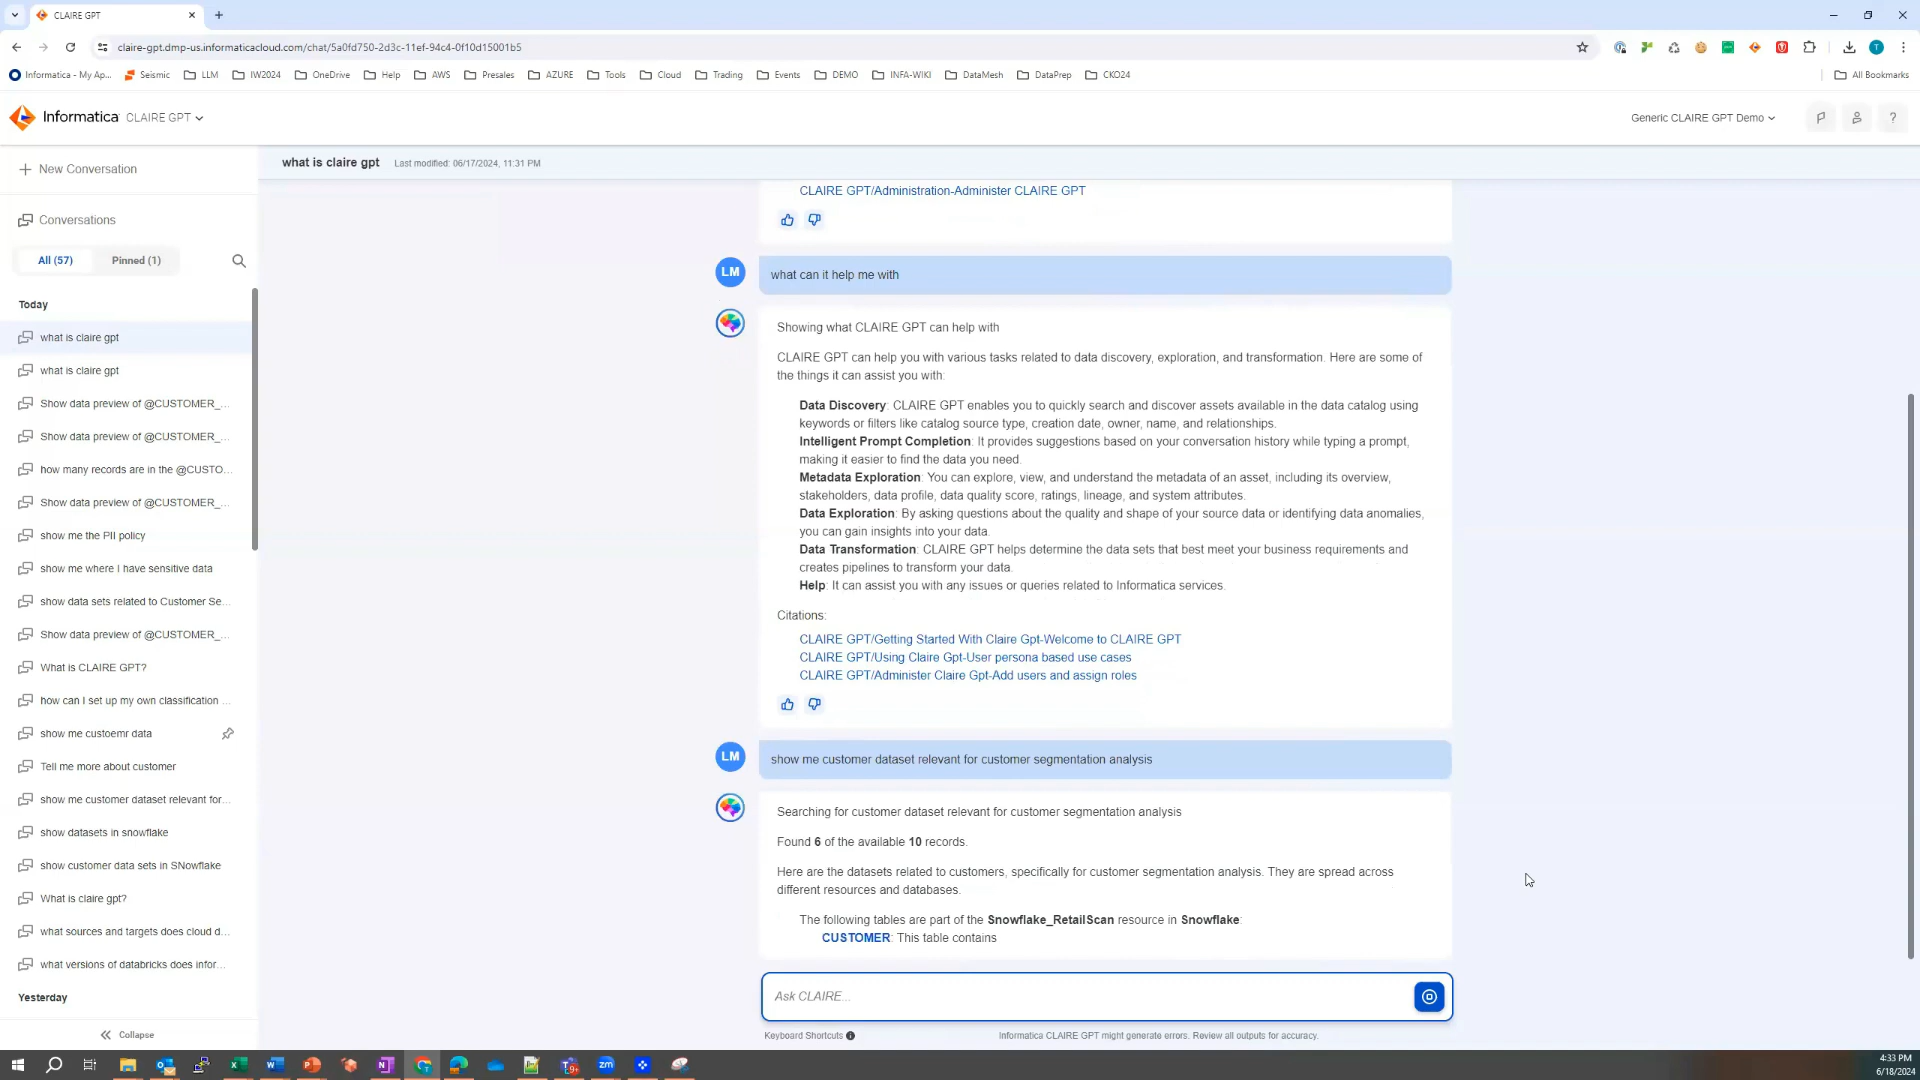 CLAIRE GPT
claire-gpt.dmp-us.informaticacloud.com/chat/5a0fd750-2d3c-11ef-94c4-0f10d15001b5
Informatica - My Ap... Seismic LLM IW2024 OneDrive Help AWS Presales AZURE Tools Cloud Trading Events DEMO INFA-WIKI DataMesh DataPrep CKO24 All Bookmarks
Informatica CLAIRE GPT Generic CLAIRE GPT Demo ?
New Conversation
what is claire gpt Last modified: 06/17/2024, 11:31 PM
Conversations
All (57) Pinned (1)
Today
what is claire gpt
what is claire gpt
Show data preview of @CUSTOMER_...
Show data preview of @CUSTOMER_...
how many records are in the @CUSTO...
Show data preview of @CUSTOMER_...
show me the PII policy
show me where I have sensitive data
show data sets related to Customer Se...
Show data preview of @CUSTOMER_...
What is CLAIRE GPT?
how can I set up my own classification ...
show me custoemr data
Tell me more about customer
show me customer dataset relevant for...
show datasets in snowflake
show customer data sets in SNowflake
What is claire gpt?
what sources and targets does cloud d...
what versions of databricks does infor...
Yesterday
Collapse
CLAIRE GPT/Administration-Administer CLAIRE GPT
LM what can it help me with
Showing what CLAIRE GPT can help with
CLAIRE GPT can help you with various tasks related to data discovery, exploration, and transformation. Here are some of
the things it can assist you with:
Data Discovery: CLAIRE GPT enables you to quickly search and discover assets available in the data catalog using
keywords or filters like catalog source type, creation date, owner, name, and relationships.
Intelligent Prompt Completion: It provides suggestions based on your conversation history while typing a prompt,
making it easier to find the data you need.
Metadata Exploration: You can explore, view, and understand the metadata of an asset, including its overview,
stakeholders, data profile, data quality score, ratings, lineage, and system attributes.
Data Exploration: By asking questions about the quality and shape of your source data or identifying data anomalies,
you can gain insights into your data.
Data Transformation: CLAIRE GPT helps determine the data sets that best meet your business requirements and
creates pipelines to transform your data.
Help: It can assist you with any issues or queries related to Informatica services.
Citations:
CLAIRE GPT/Getting Started With Claire Gpt-Welcome to CLAIRE GPT
CLAIRE GPT/Using Claire Gpt-User persona based use cases
CLAIRE GPT/Administer Claire Gpt-Add users and assign roles
LM show me customer dataset relevant for customer segmentation analysis
Searching for customer dataset relevant for customer segmentation analysis
Found 6 of the available 10 records.
Here are the datasets related to customers, specifically for customer segmentation analysis. They are spread across
different resources and databases.
The following tables are part of the Snowflake_RetailScan resource in Snowflake:
CUSTOMER: This table contains
Ask CLAIRE...
Keyboard Shortcuts Informatica CLAIRE GPT might generate errors. Review all outputs for accuracy.
4:33 PM
6/18/2024